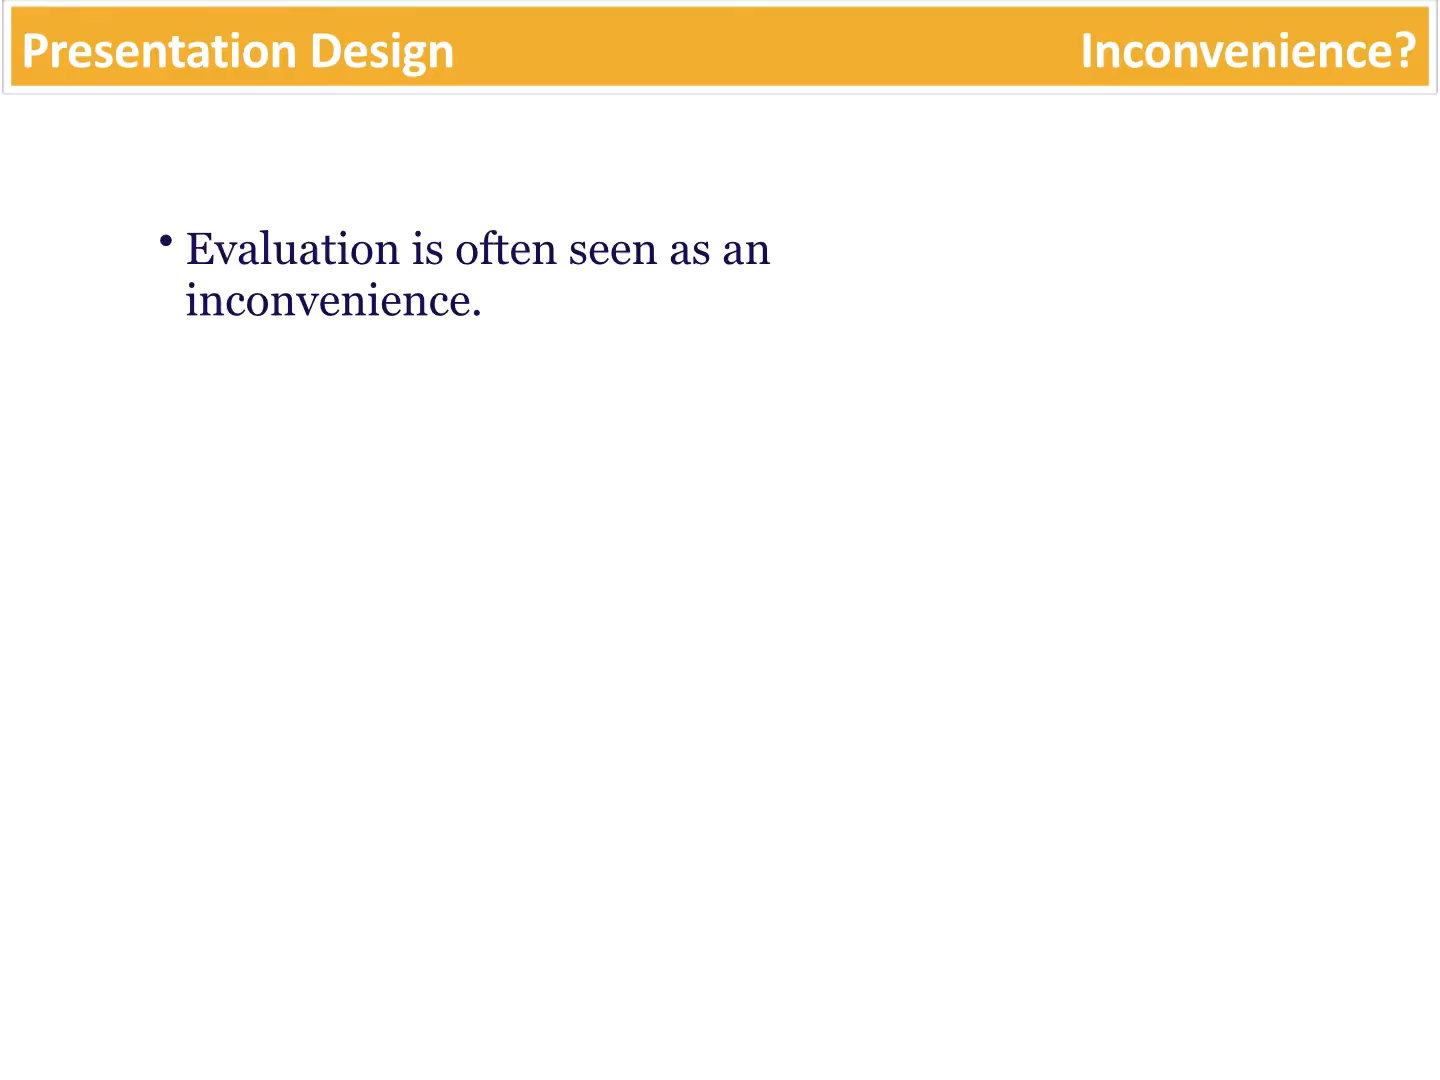 Presentation Design Inconvenience?
• Evaluation is often seen as an
inconvenience.